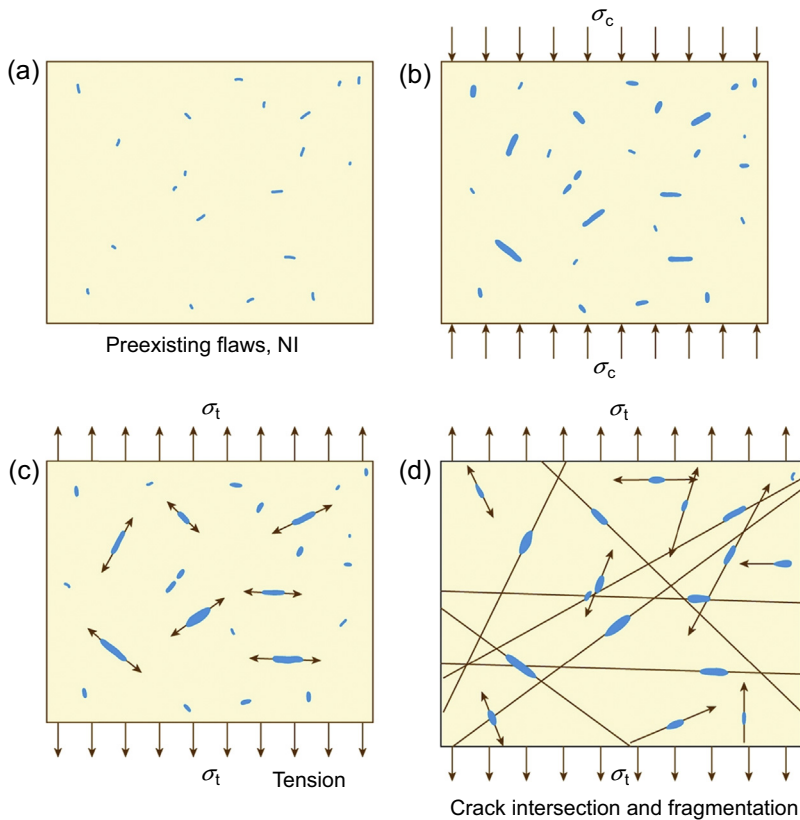 (a)
Preexisting flaws, NI
σc
(b)
σc
σt
(c)
σt
Tension
σt
(d)
σt
Crack intersection and fragmentation